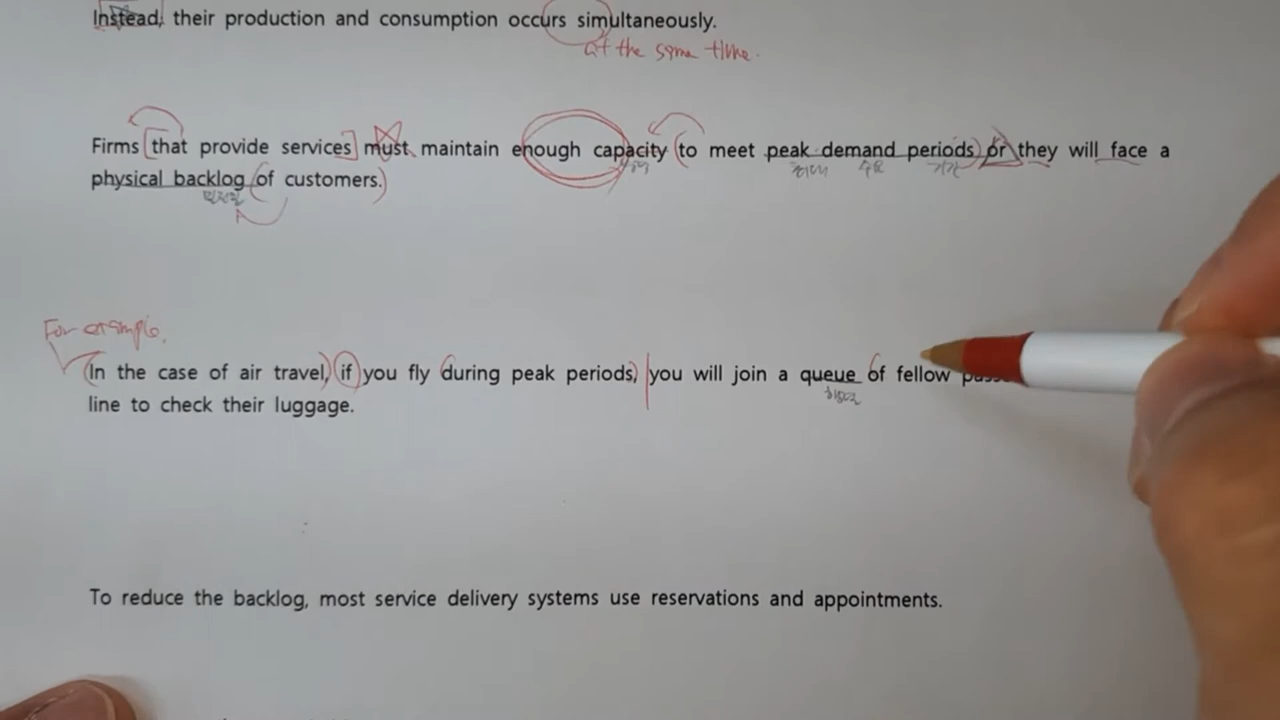 Instead, their production and consumption occurs simultaneously.
at the same time.
Firms that provide services must maintain enough capacity to meet peak demand periods or they will face a
physical backlog of customers.
For example,
In the case of air travel, if you fly during peak periods, you will join a queue of fellow
line to check their luggage.
To reduce the backlog, most service delivery systems use reservations and appointments.